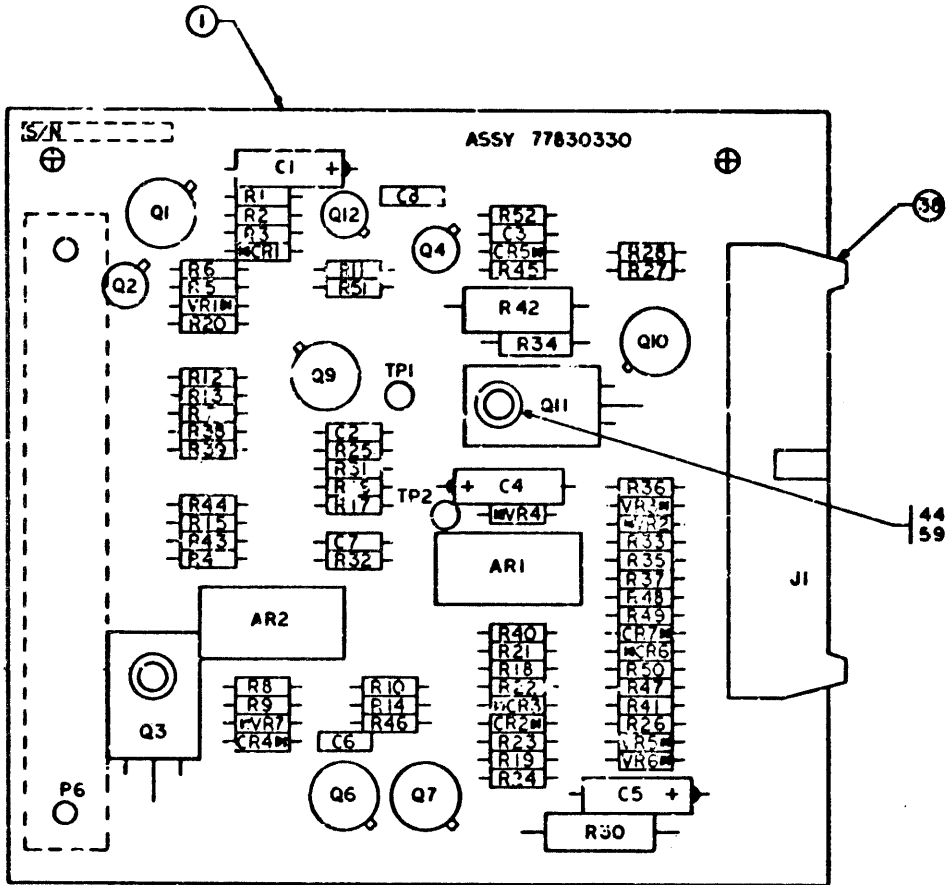 1
S/N
ASSY 77830330
C1 +
R1
R2
R3
CR1
Q1
Q12
Q4
R52
C3
CR5
R45
38
R28
R27
Q2
R6
R5
VR1
R20
R11
R51
R42
R34
Q10
Q9
TP1
Q11
R12
R13
R38
R39
C2
R25
R31
R17
TP2
+ C4
VR4
R36
VR3
VR2
R33
R35
R37
R48
R49
CR7
CR6
R50
R47
R41
R26
VR5
VR6
44
59
R44
R15
R43
C7
R32
AR1
J1
AR2
R40
R21
R18
R22
CR3
CR2
R23
R19
R24
Q3
R8
R9
VR7
CR4
R10
R14
R46
C6
P6
Q6
Q7
C5 +